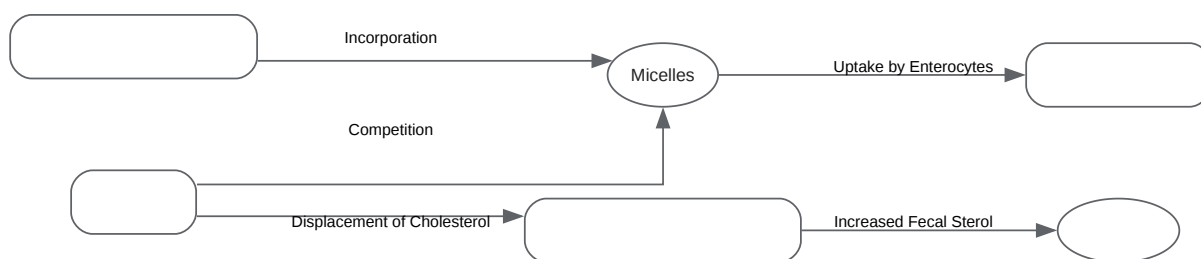 Incorporation
Micelles
Uptake by Enterocytes
Competition
Displacement of Cholesterol
Increased Fecal Sterol